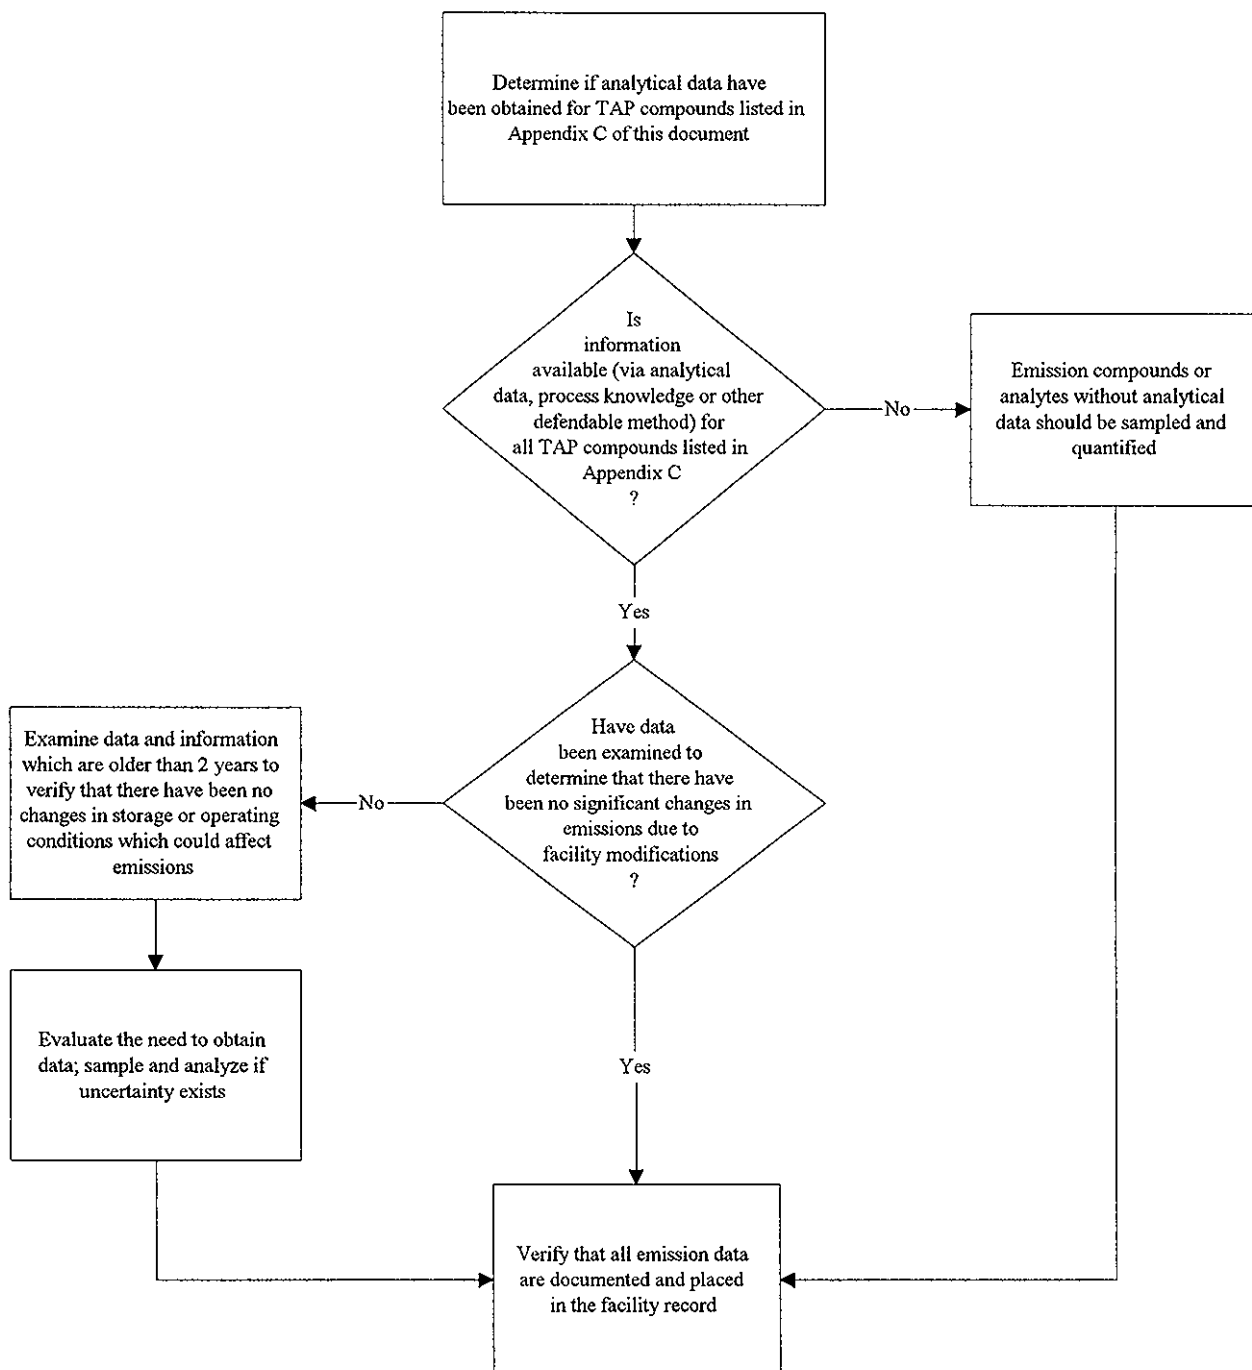 Determine if analytical data have
been obtained for TAP compounds listed in
Appendix C of this document
Is
information
available (via analytical
data, process knowledge or other
defendable method) for
all TAP compounds listed in
Appendix C
?
No
Emission compounds or
analytes without analytical
data should be sampled and
quantified
Yes
Have data
been examined to
determine that there have
been no significant changes in
emissions due to
facility modifications
?
No
Examine data and information
which are older than 2 years to
verify that there have been no
changes in storage or operating
conditions which could affect
emissions
Evaluate the need to obtain
data; sample and analyze if
uncertainty exists
Yes
Verify that all emission data
are documented and placed
in the facility record